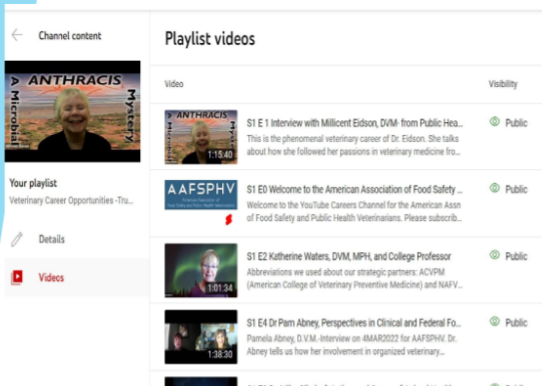 Channel content
Playlist videos
Video
Visibility
ANTHRACIS
A Microbial
Mystery
Your playlist
Veterinary Career Opportunities -Tru...
Details
Videos
ANTHRACIS
1:15:40
S1 E 1 Interview with Millicent Eidson, DVM- from Public Hea...
This is the phenomenal veterinary career of Dr. Eidson. She talks
about how she followed her passions in veterinary medicine fro...
Public
AAFSPHV
S1 E0 Welcome to the American Association of Food Safety ...
Welcome to the YouTube Careers Channel for the American Assn
of Food Safety and Public Health Veterinarians. Please subscrib...
Public
1:01:34
S1 E2 Katherine Waters, DVM, MPH, and College Professor
Abbreviations we used about our strategic partners: ACVPM
(American College of Veterinary Preventive Medicine) and NAFV...
Public
1:38:30
S1 E4 Dr Pam Abney, Perspectives in Clinical and Federal Fo...
Pamela Abney, D.V.M.-Interview on 4MAR2022 for AAFSPHV. Dr.
Abney tells us how her involvement in organized veterinary...
Public